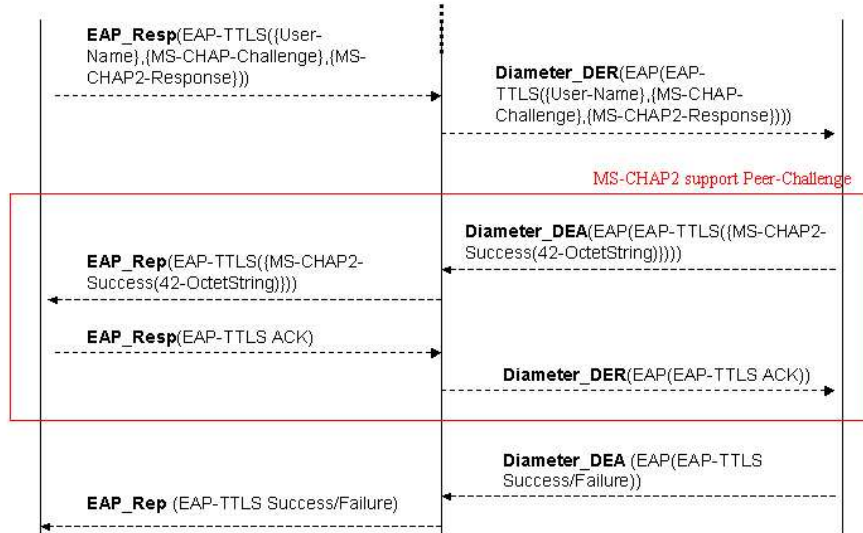 EAP_Resp(EAP-TTLS({User-
Name},{MS-CHAP-Challenge},{MS-
CHAP2-Response}))
Diameter_DER(EAP(EAP-
TTLS({User-Name},{MS-CHAP-
Challenge},{MS-CHAP2-Response})))
MS-CHAP2 support Peer-Challenge
Diameter_DEA(EAP(EAP-TTLS({MS-CHAP2-
Success(42-OctetString)})))
EAP_Rep(EAP-TTLS({MS-CHAP2-
Success(42-OctetString)}))
EAP_Resp(EAP-TTLS ACK)
Diameter_DER(EAP(EAP-TTLS ACK))
Diameter_DEA (EAP(EAP-TTLS
Success/Failure))
EAP_Rep (EAP-TTLS Success/Failure)